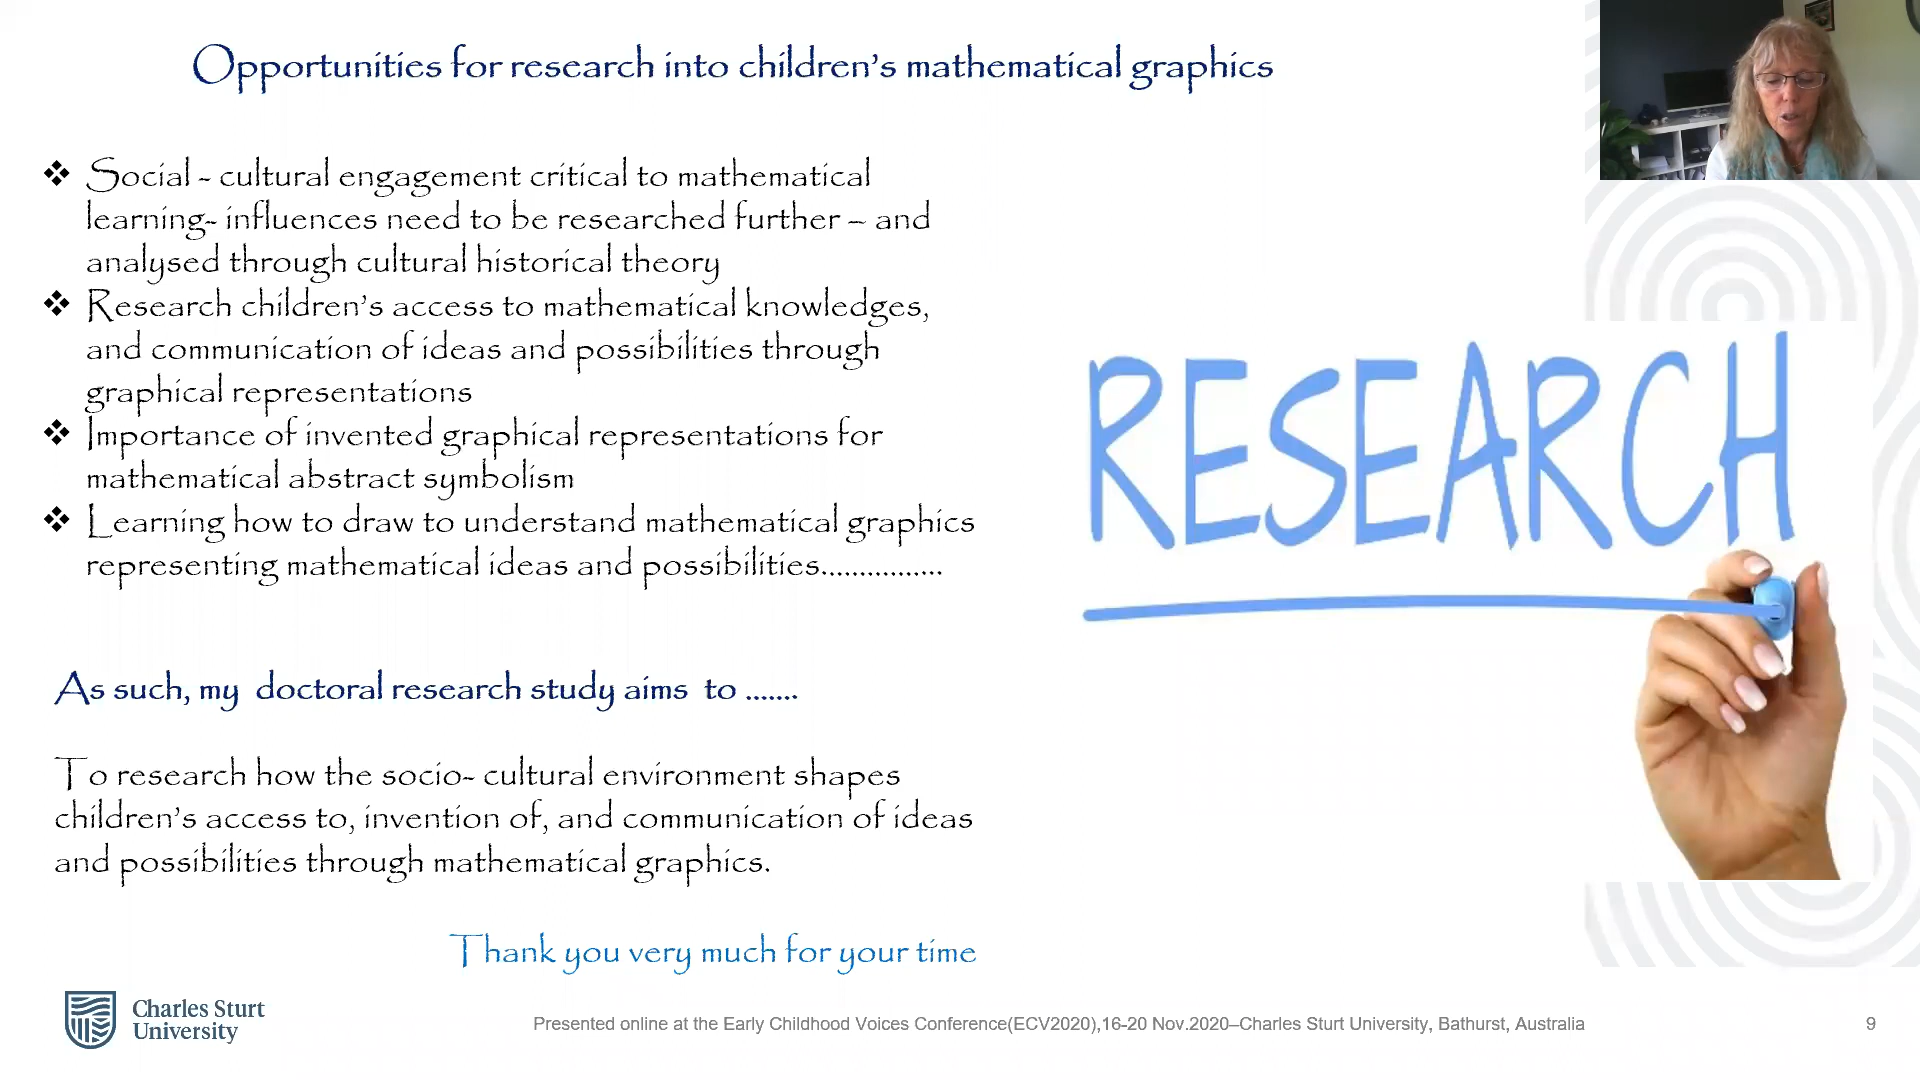 Opportunities for research into children's mathematical graphics
❖ Social - cultural engagement critical to mathematical
learning- influences need to be researched further – and
analysed through cultural historical theory
❖ Research children's access to mathematical knowledges,
and communication of ideas and possibilities through
graphical representations
❖ Importance of invented graphical representations for
mathematical abstract symbolism
❖ Learning how to draw to understand mathematical graphics
representing mathematical ideas and possibilities................
RESEARCH
As such, my doctoral research study aims to .......
To research how the socio- cultural environment shapes
children's access to, invention of, and communication of ideas
and possibilities through mathematical graphics.
Thank you very much for your time
Charles Sturt
University
Presented online at the Early Childhood Voices Conference(ECV2020),16-20 Nov.2020–Charles Sturt University, Bathurst, Australia
9